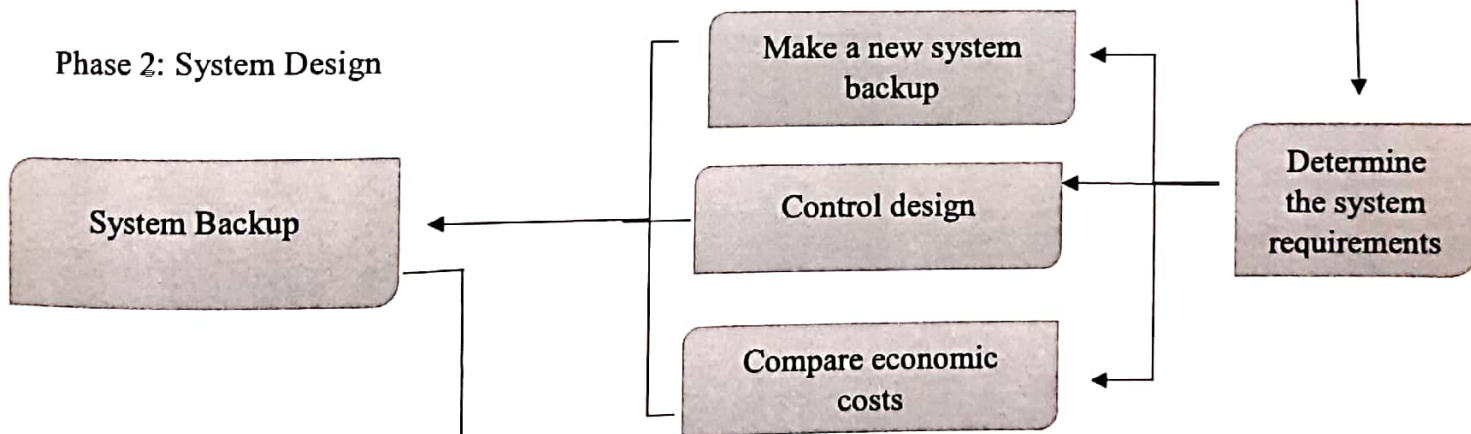 Phase 2: System Design
Make a new system
backup
Determine
the system
requirements
Control design
System Backup
Compare economic
costs